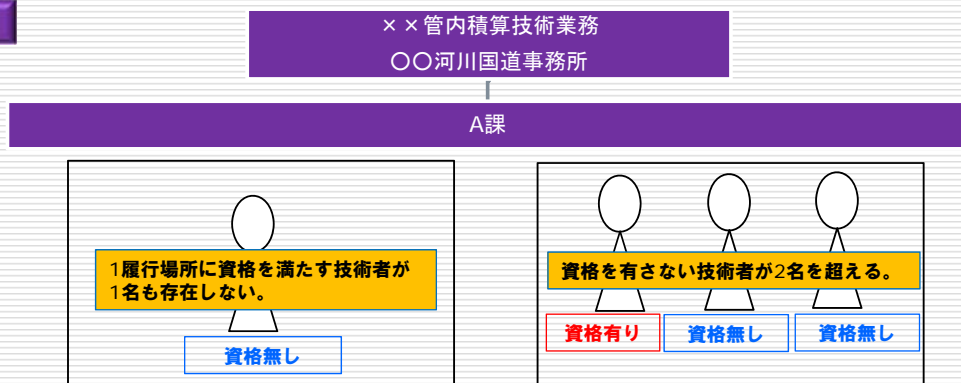 ××管内積算技術業務
〇〇河川国道事務所
A課
1履行場所に資格を満たす技術者が
1名も存在しない。
資格無し
資格を有さない技術者が2名を超える。
資格有り
資格無し
資格無し